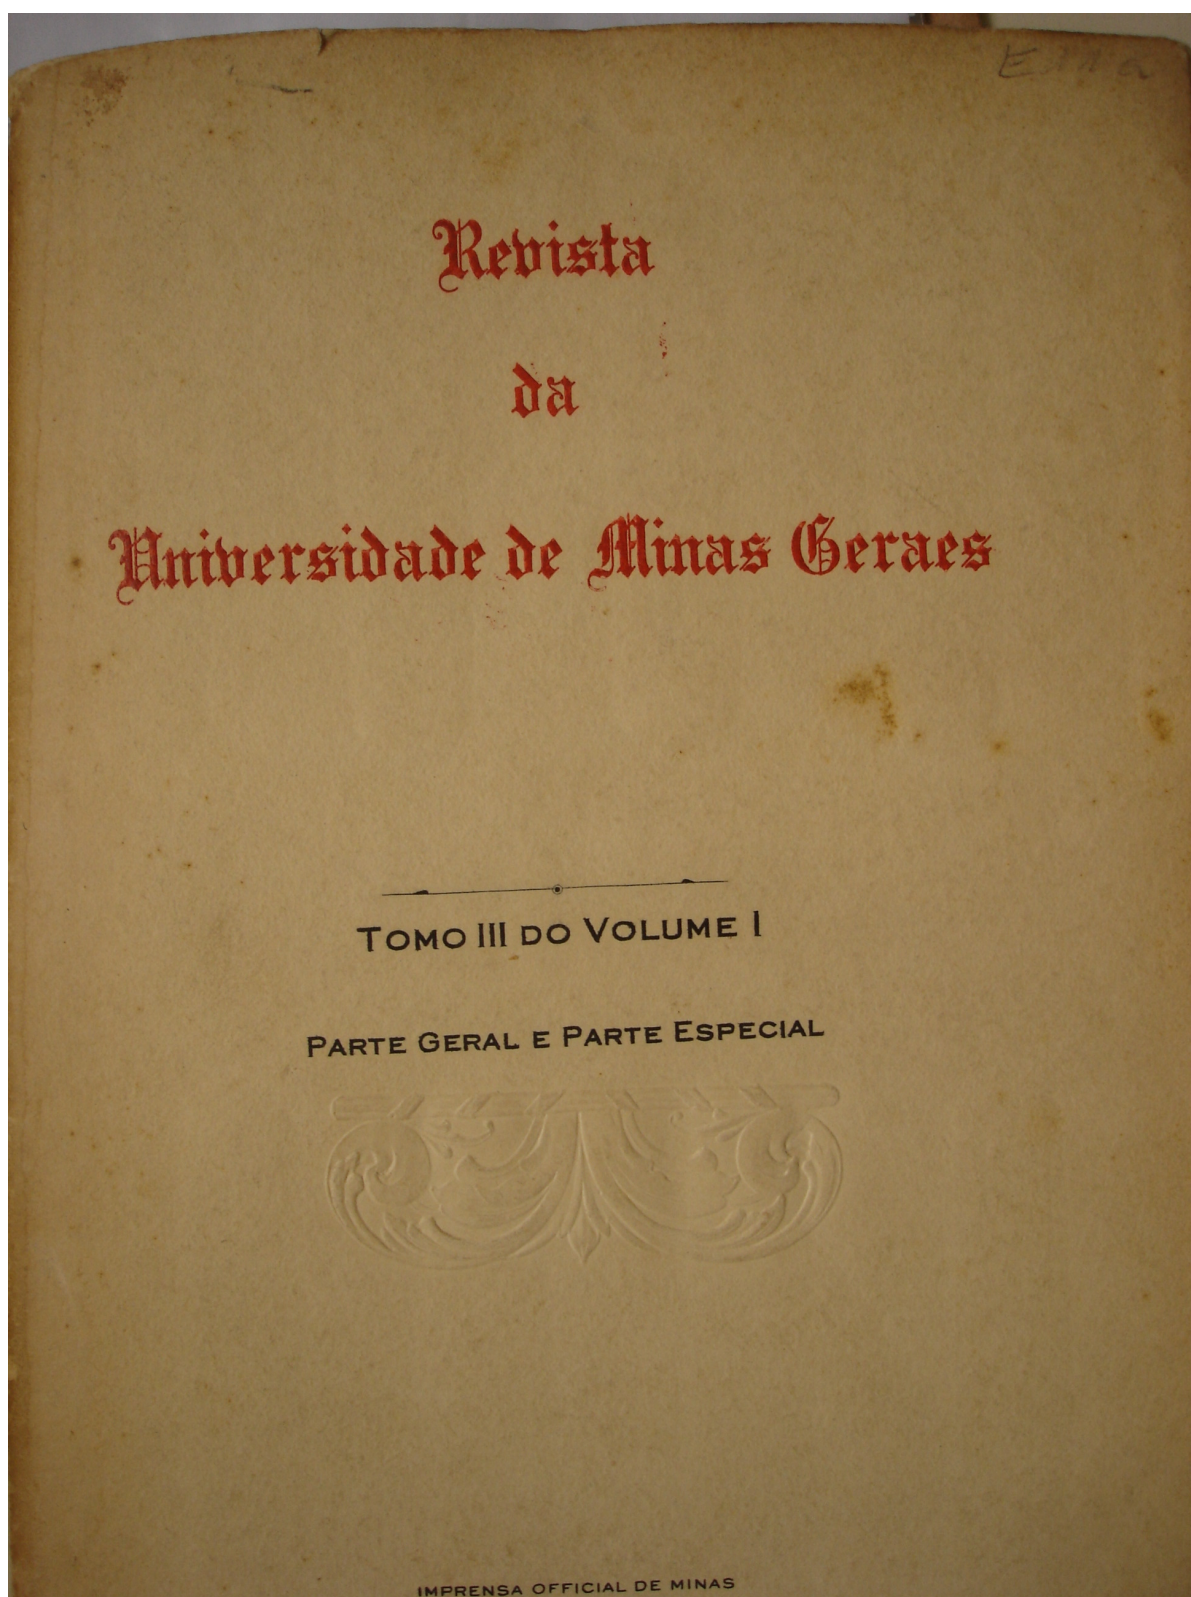 Revista
da
Universidade de Minas Geraes
TOMO III DO VOLUME I
PARTE GERAL E PARTE ESPECIAL
IMPRENSA OFFICIAL DE MINAS